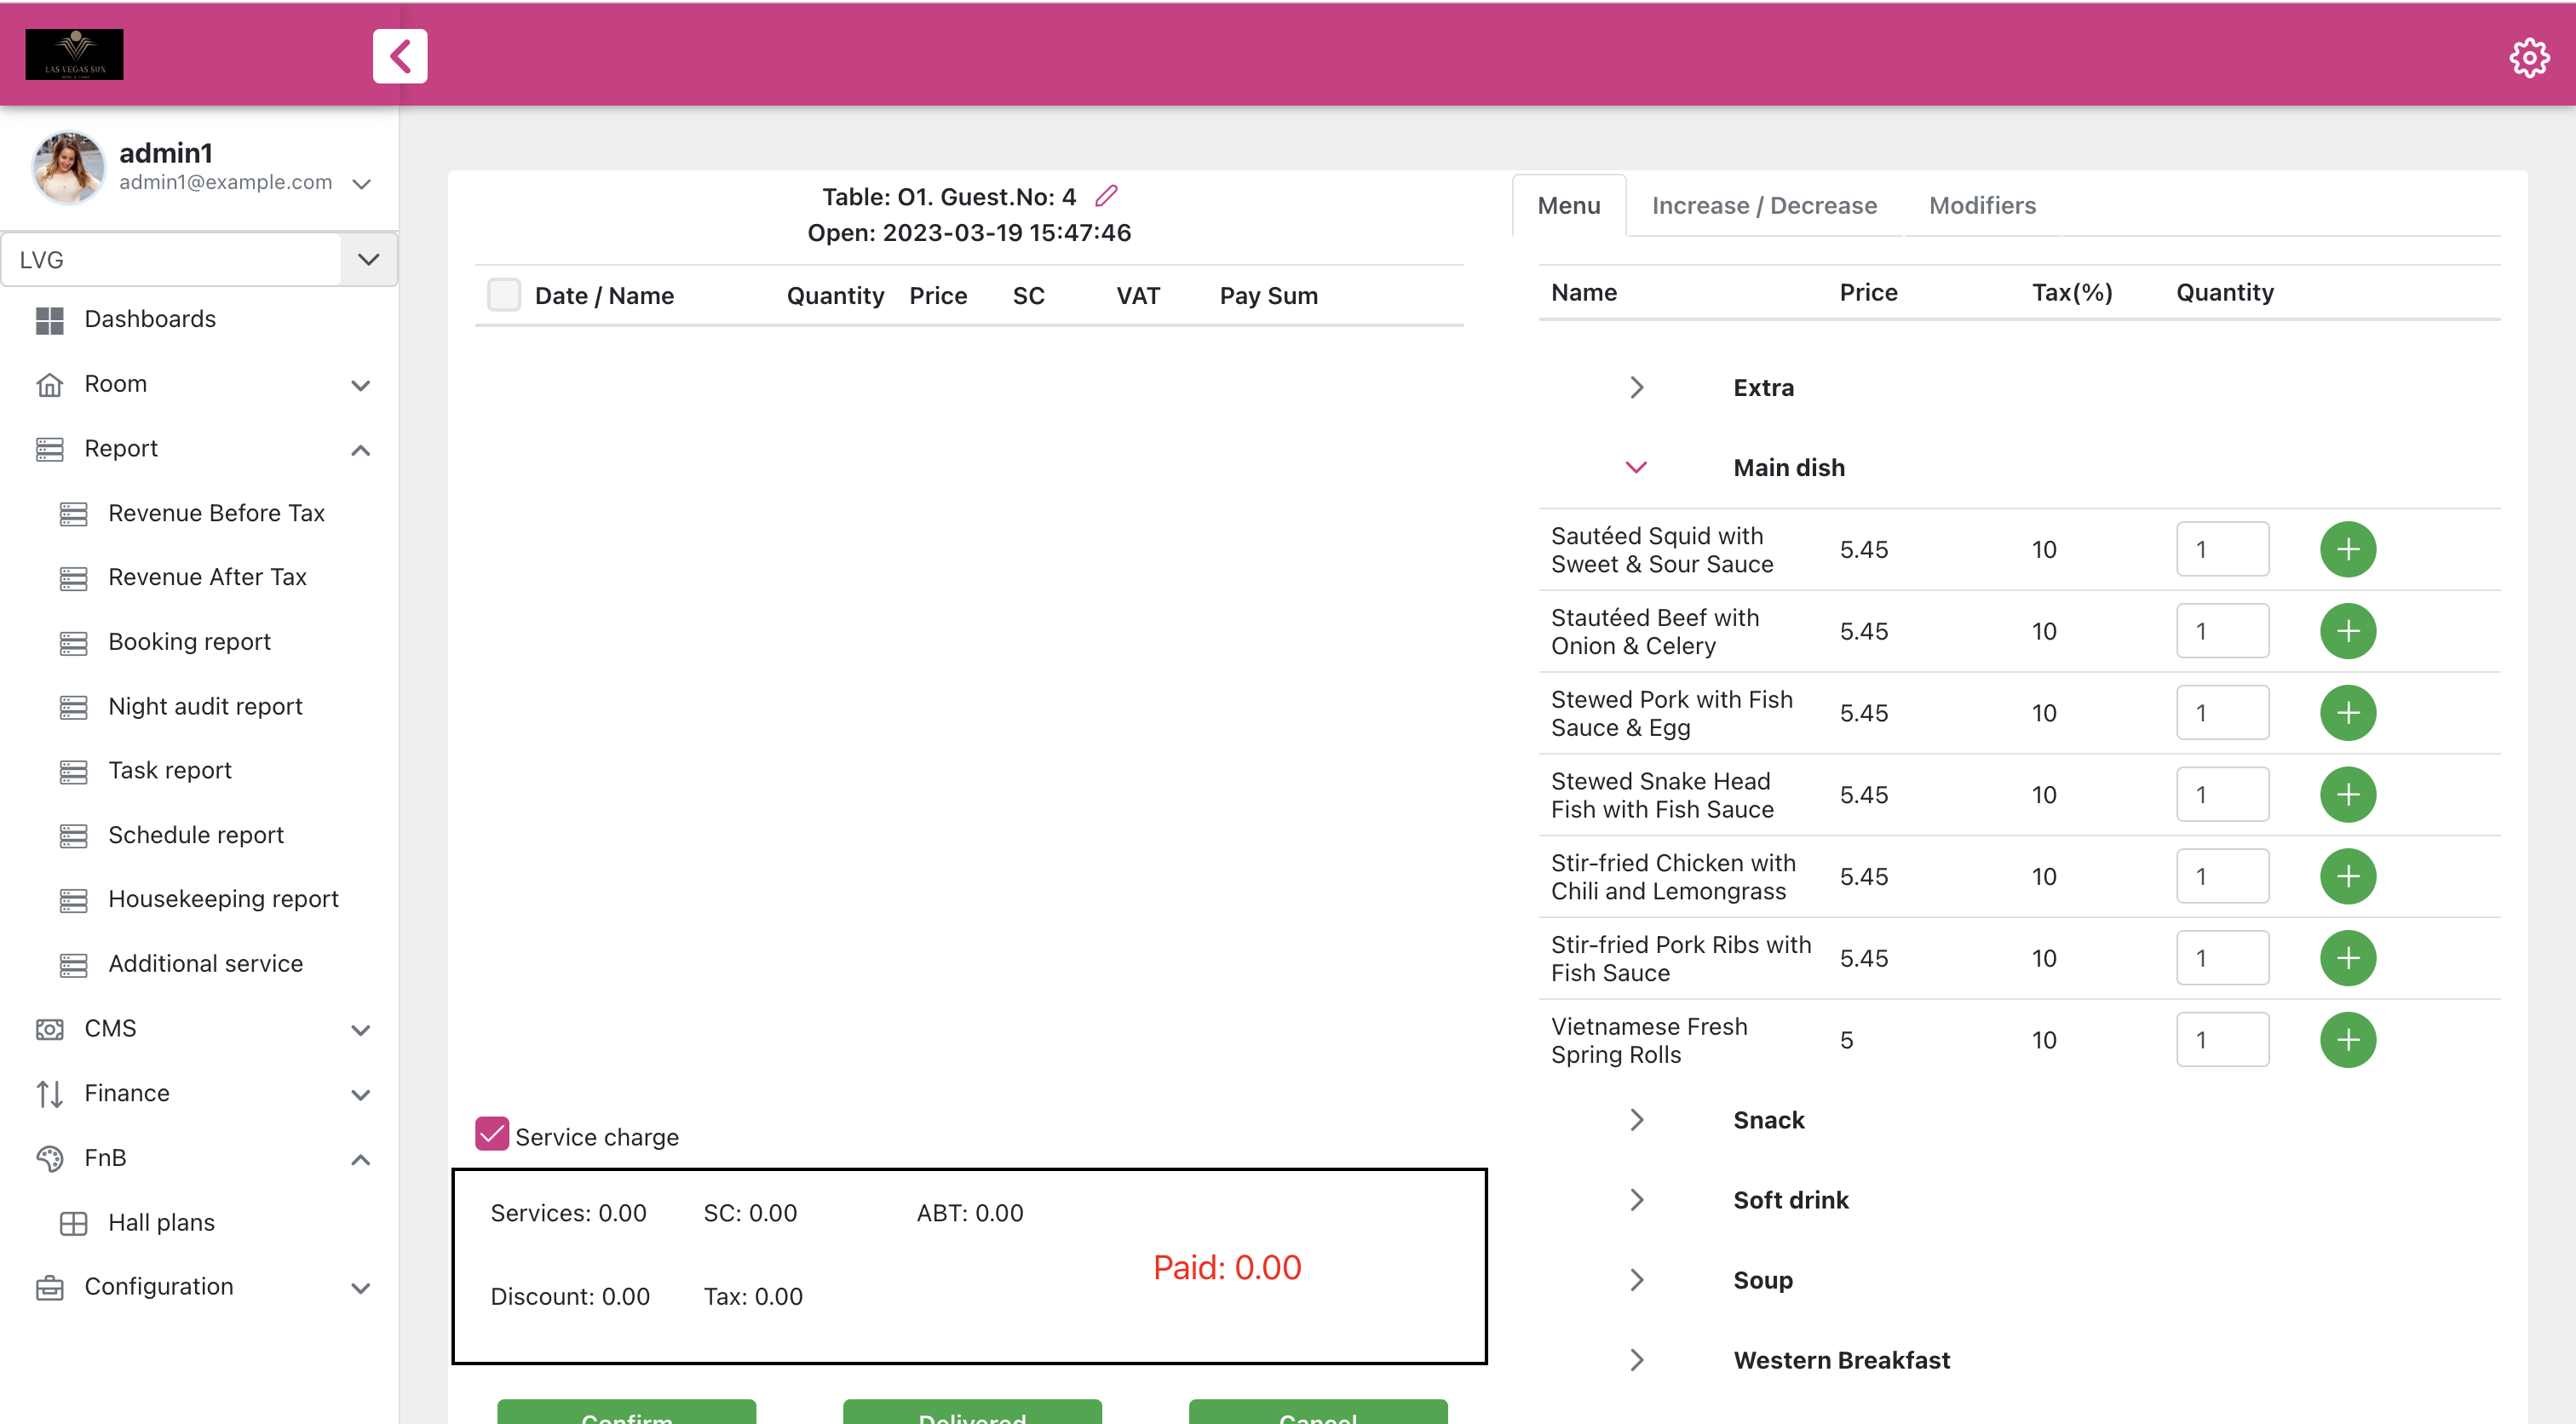 LAS VEGAS SUN
admin1
admin1@example.com
LVG
Dashboards
Room
Report
Revenue Before Tax
Revenue After Tax
Booking report
Night audit report
Task report
Schedule report
Housekeeping report
Additional service
CMS
Finance
FnB
Hall plans
Configuration
Table: O1. Guest.No: 4
Open: 2023-03-19 15:47:46
Date / Name Quantity Price SC VAT Pay Sum
Service charge
Services: 0.00 SC: 0.00 ABT: 0.00
Paid: 0.00
Discount: 0.00 Tax: 0.00
Confirm Delivered Cancel
Menu Increase / Decrease Modifiers
Name Price Tax(%) Quantity
Extra
Main dish
Sautéed Squid with
Sweet & Sour Sauce 5.45 10 1
Stautéed Beef with
Onion & Celery 5.45 10 1
Stewed Pork with Fish
Sauce & Egg 5.45 10 1
Stewed Snake Head
Fish with Fish Sauce 5.45 10 1
Stir-fried Chicken with
Chili and Lemongrass 5.45 10 1
Stir-fried Pork Ribs with
Fish Sauce 5.45 10 1
Vietnamese Fresh
Spring Rolls 5 10 1
Snack
Soft drink
Soup
Western Breakfast